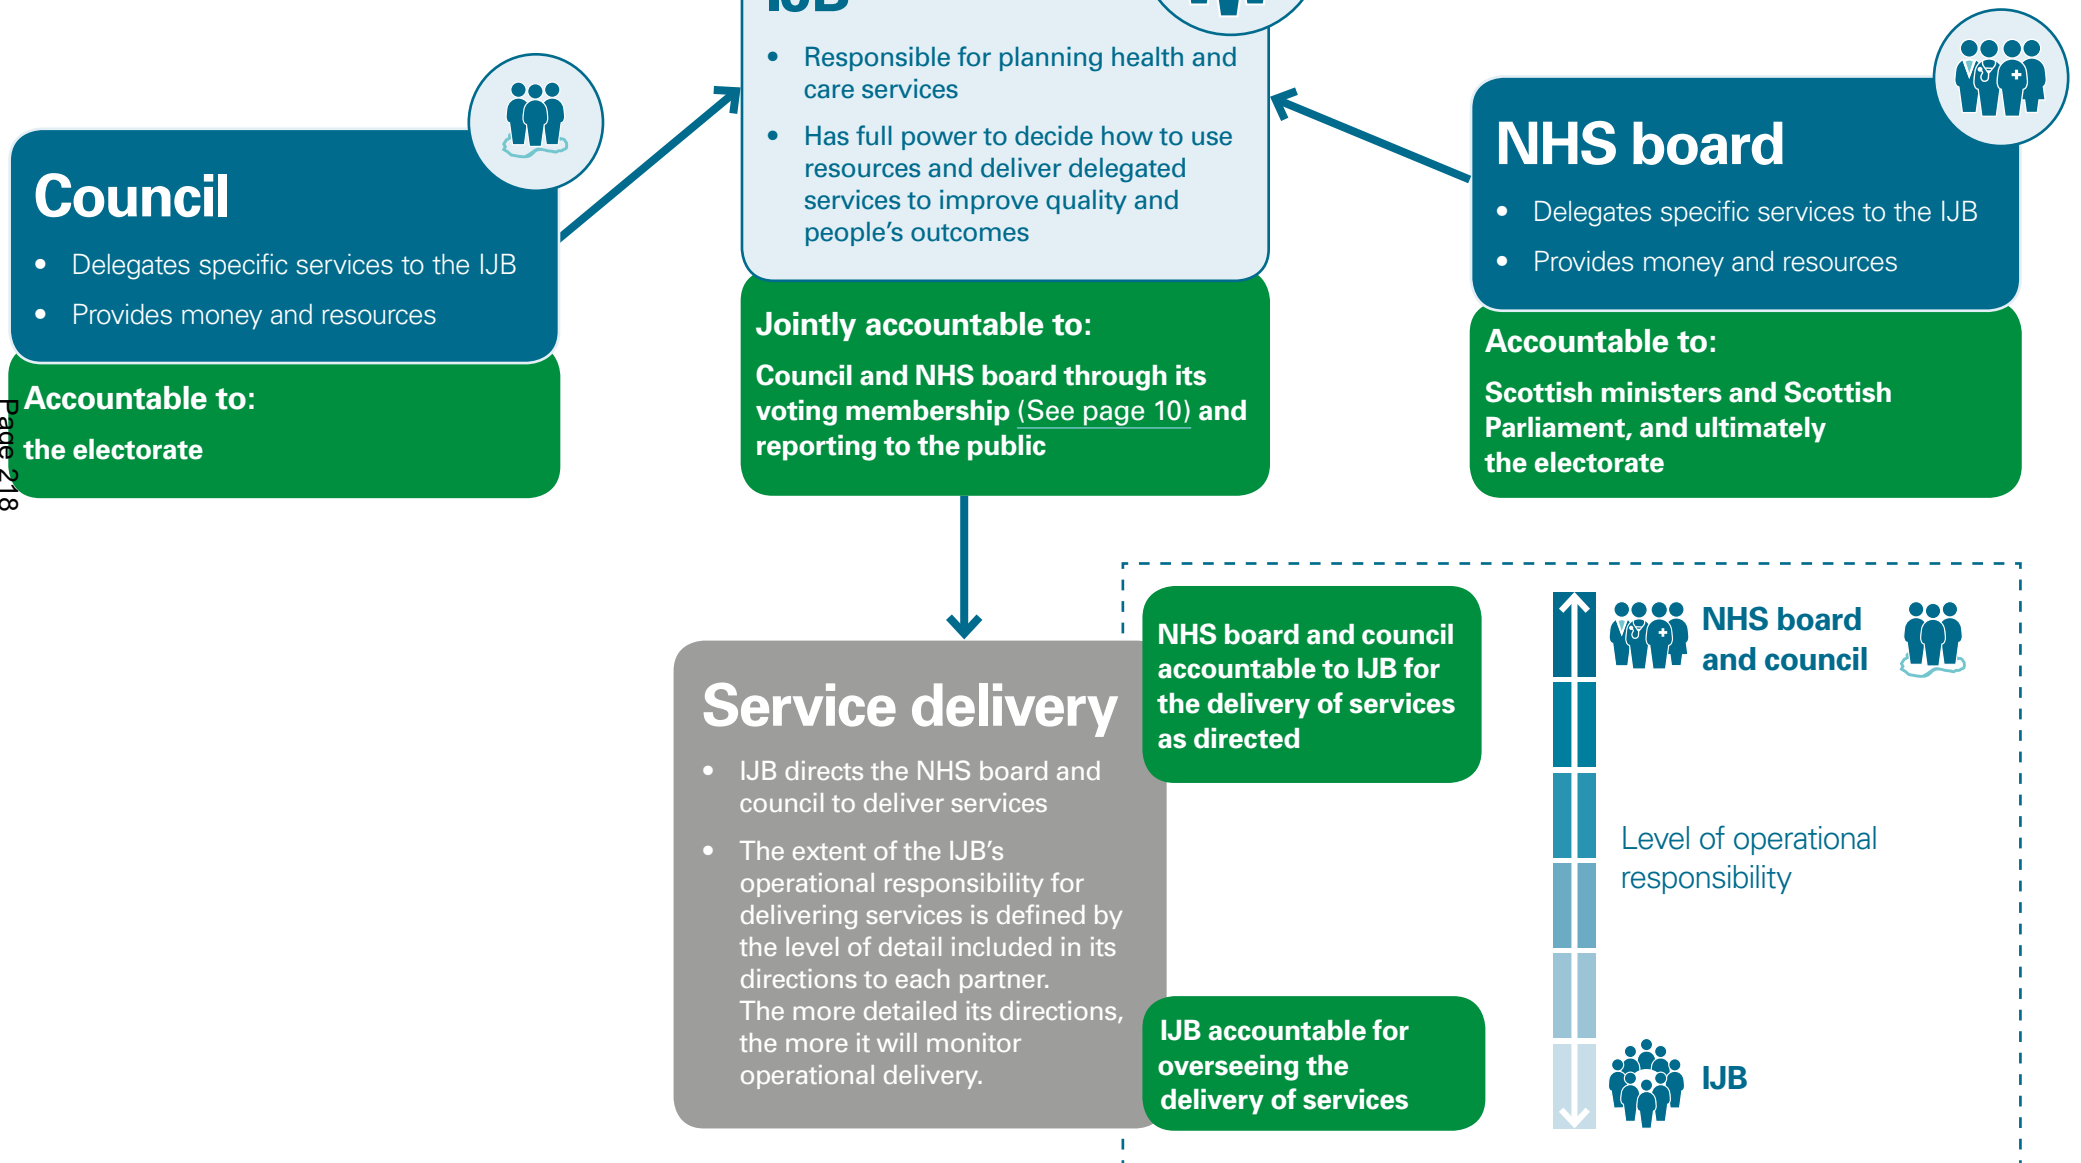 IJB
• Responsible for planning health and
care services
• Has full power to decide how to use
resources and deliver delegated
services to improve quality and
people's outcomes
Jointly accountable to:
Council and NHS board through its
voting membership (See page 10) and
reporting to the public
Council
• Delegates specific services to the IJB
• Provides money and resources
Accountable to:
the electorate
NHS board
• Delegates specific services to the IJB
• Provides money and resources
Accountable to:
Scottish ministers and Scottish
Parliament, and ultimately
the electorate
Page 218
Service delivery
• IJB directs the NHS board and
council to deliver services
• The extent of the IJB's
operational responsibility for
delivering services is defined by
the level of detail included in its
directions to each partner.
The more detailed its directions,
the more it will monitor
operational delivery.
NHS board and council
accountable to IJB for
the delivery of services
as directed
IJB accountable for
overseeing the
delivery of services
NHS board
and council
Level of operational
responsibility
IJB